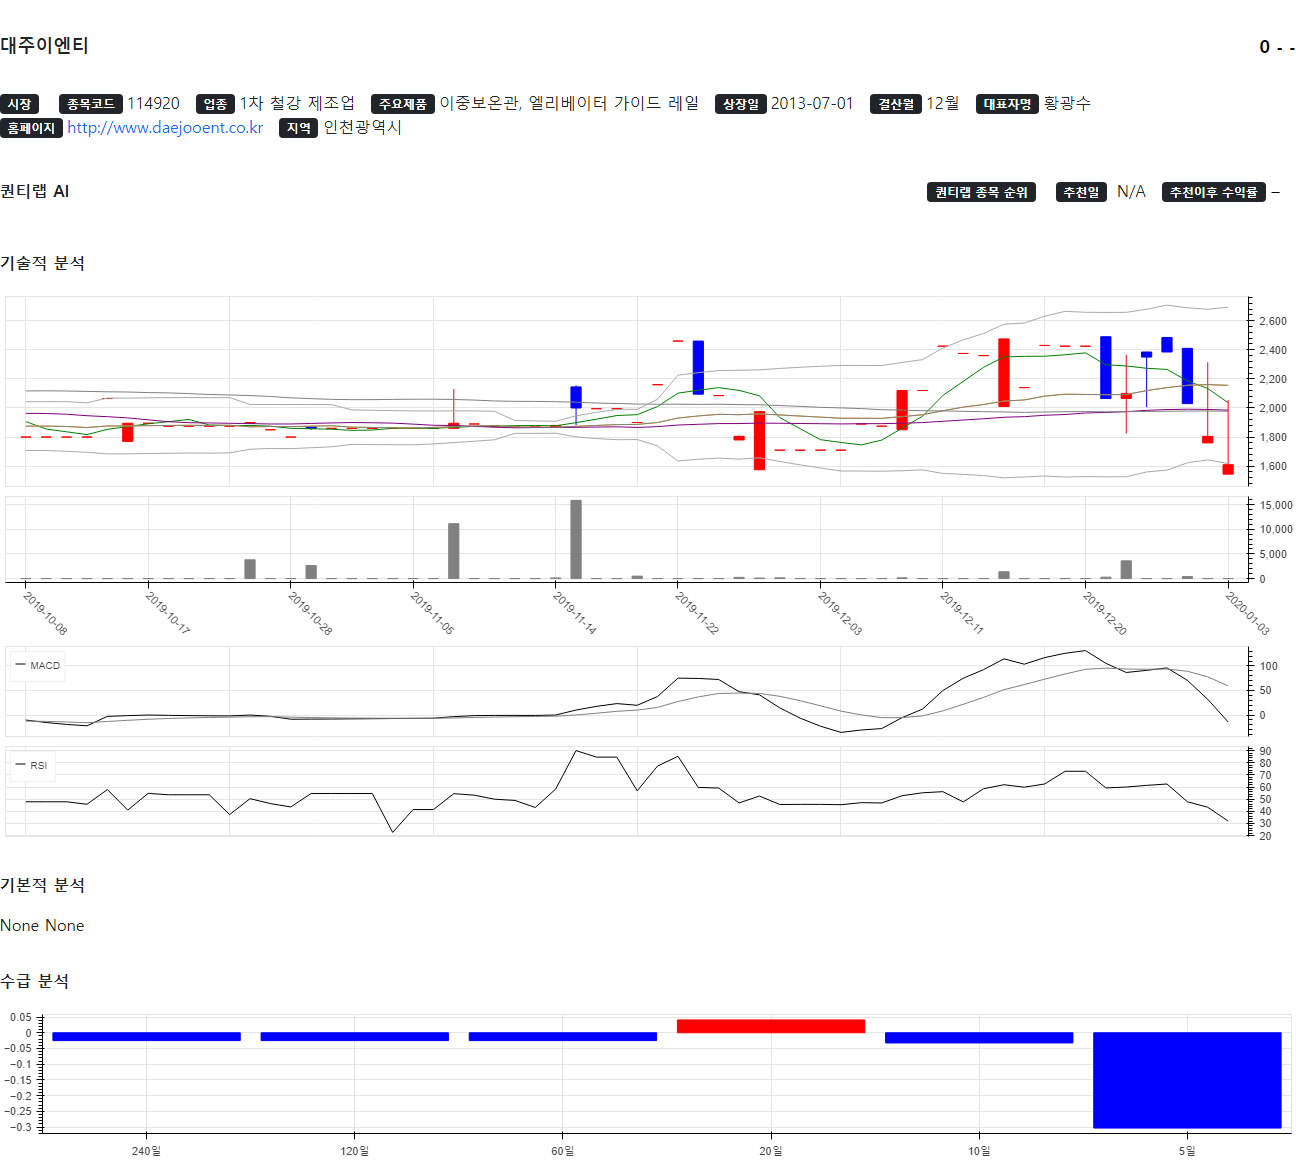 대주이엔티
0 - -
시장 종목코드 114920 업종 1차 철강 제조업 주요제품 이중보온관, 엘리베이터 가이드 레일 상장일 2013-07-01 결산월 12월 대표자명 황광수
홈페이지 http://www.daejooent.co.kr 지역 인천광역시
퀀티랩 AI
퀀티랩 종목 순위 추천일 N/A 추천이후 수익률 –
기술적 분석
2,600
2,400
2,200
2,000
1,800
1,600
15,000
10,000
5,000
0
2019-10-08
2019-10-17
2019-10-28
2019-11-05
2019-11-14
2019-11-22
2019-12-03
2019-12-11
2019-12-20
2020-01-03
MACD
100
50
0
RSI
90
80
70
60
50
40
30
20
기본적 분석
None None
수급 분석
0.05
0
−0.05
−0.1
−0.15
−0.2
−0.25
−0.3
240일
120일
60일
20일
10일
5일